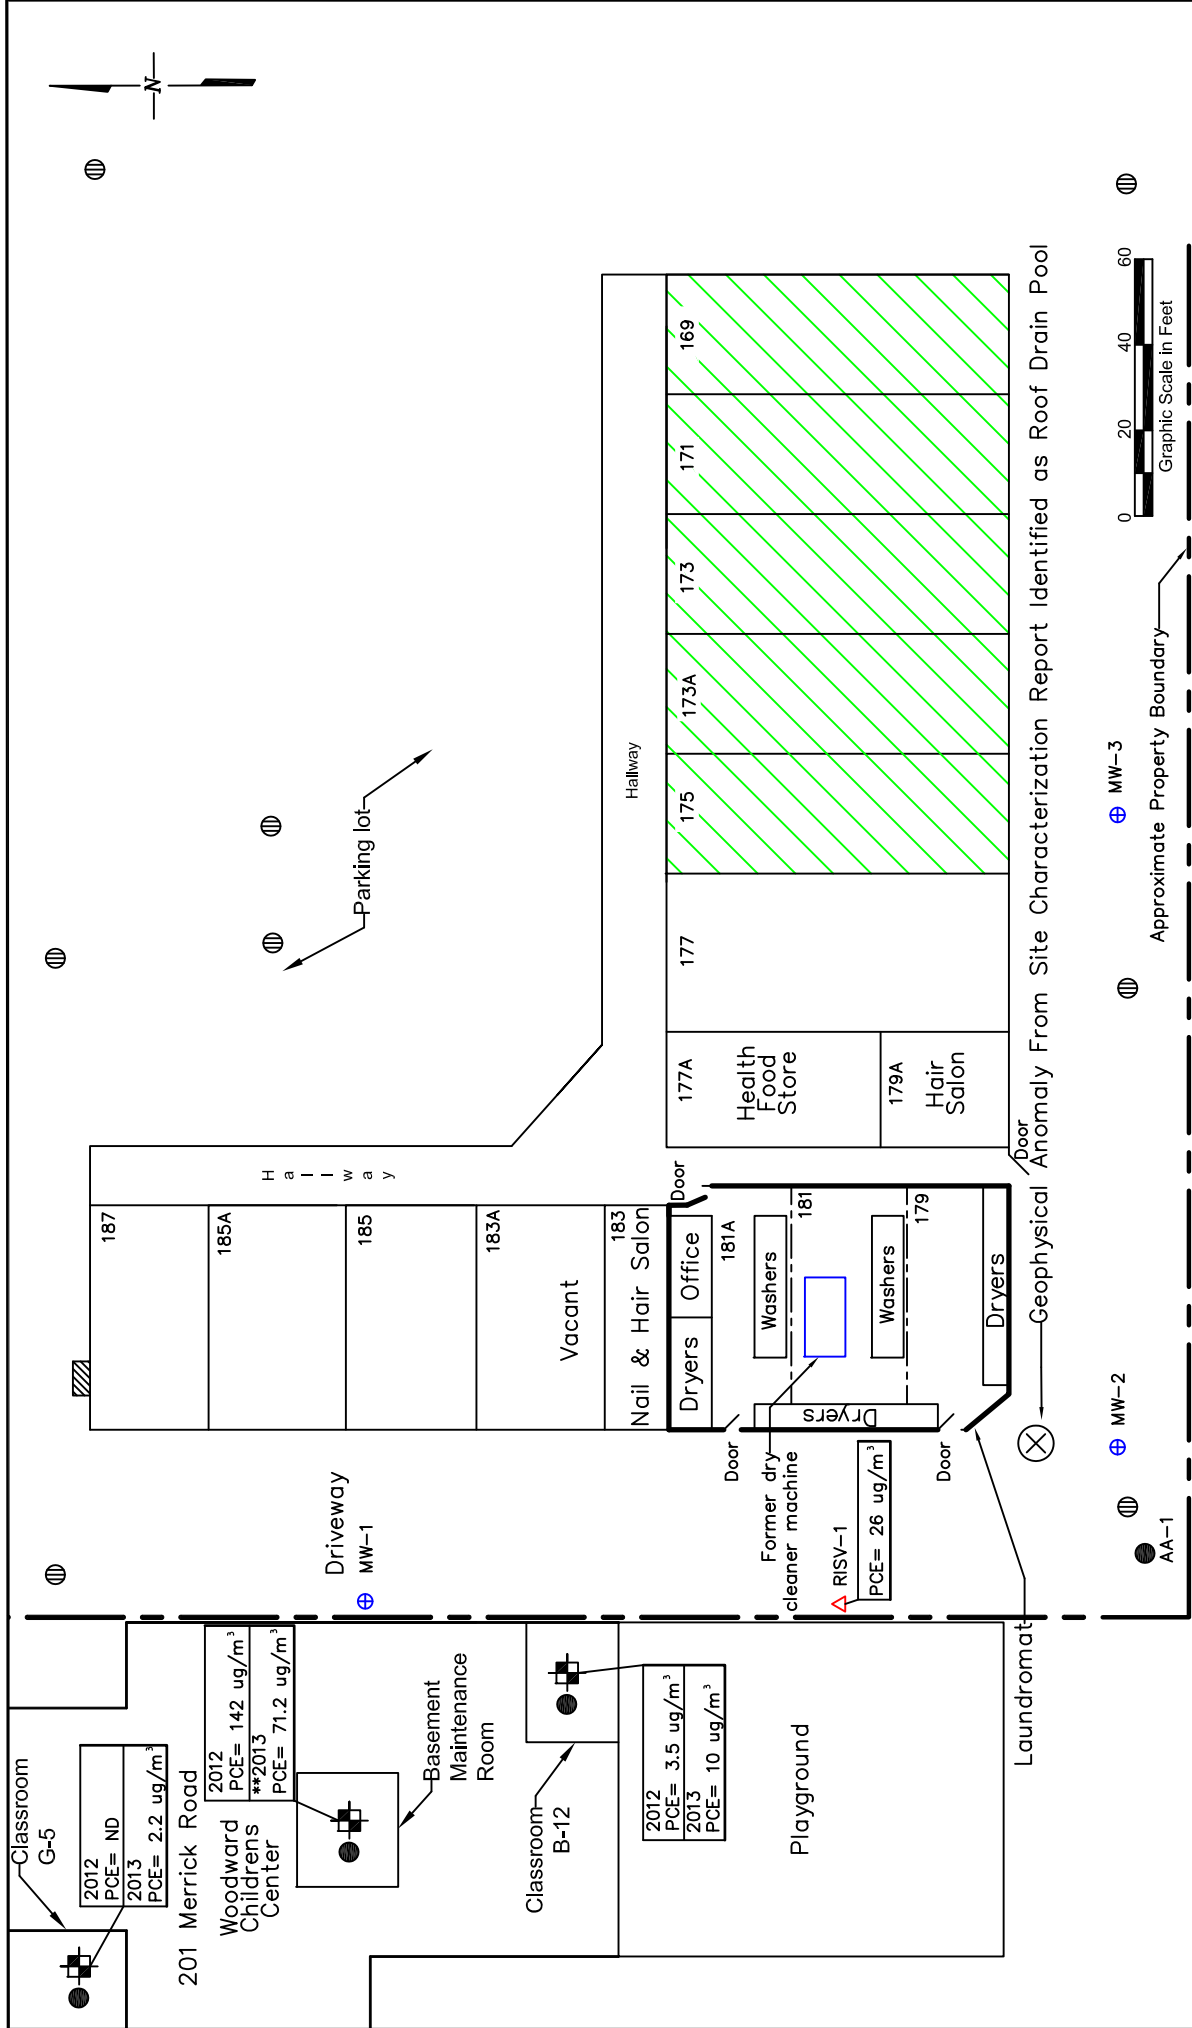 N
Classroom
G-5
2012
PCE= ND
2013
PCE= 2.2 ug/m³
201 Merrick Road
Woodward
Childrens
Center
2012
PCE= 142 ug/m³
**2013
PCE= 71.2 ug/m³
Basement
Maintenance
Room
Classroom
B-12
2012
PCE= 3.5 ug/m³
2013
PCE= 10 ug/m³
Playground
Driveway
MW-1
187
185A
185
183A
Vacant
183
Nail & Hair Salon
Hallway
Parking lot
Hallway
Door
Office
Dryers
181A
Washers
181
Washers
179
Dryers
Dryers
Door
Door
Door
Former dry
cleaner machine
RISV-1
PCE= 26 ug/m³
Laundromat
177A
Health
Food
Store
179A
Hair
Salon
177
175
173A
173
171
169
Geophysical Anomaly From Site Characterization Report Identified as Roof Drain Pool
AA-1
MW-2
MW-3
Approximate Property Boundary
0 20 40 60
Graphic Scale in Feet